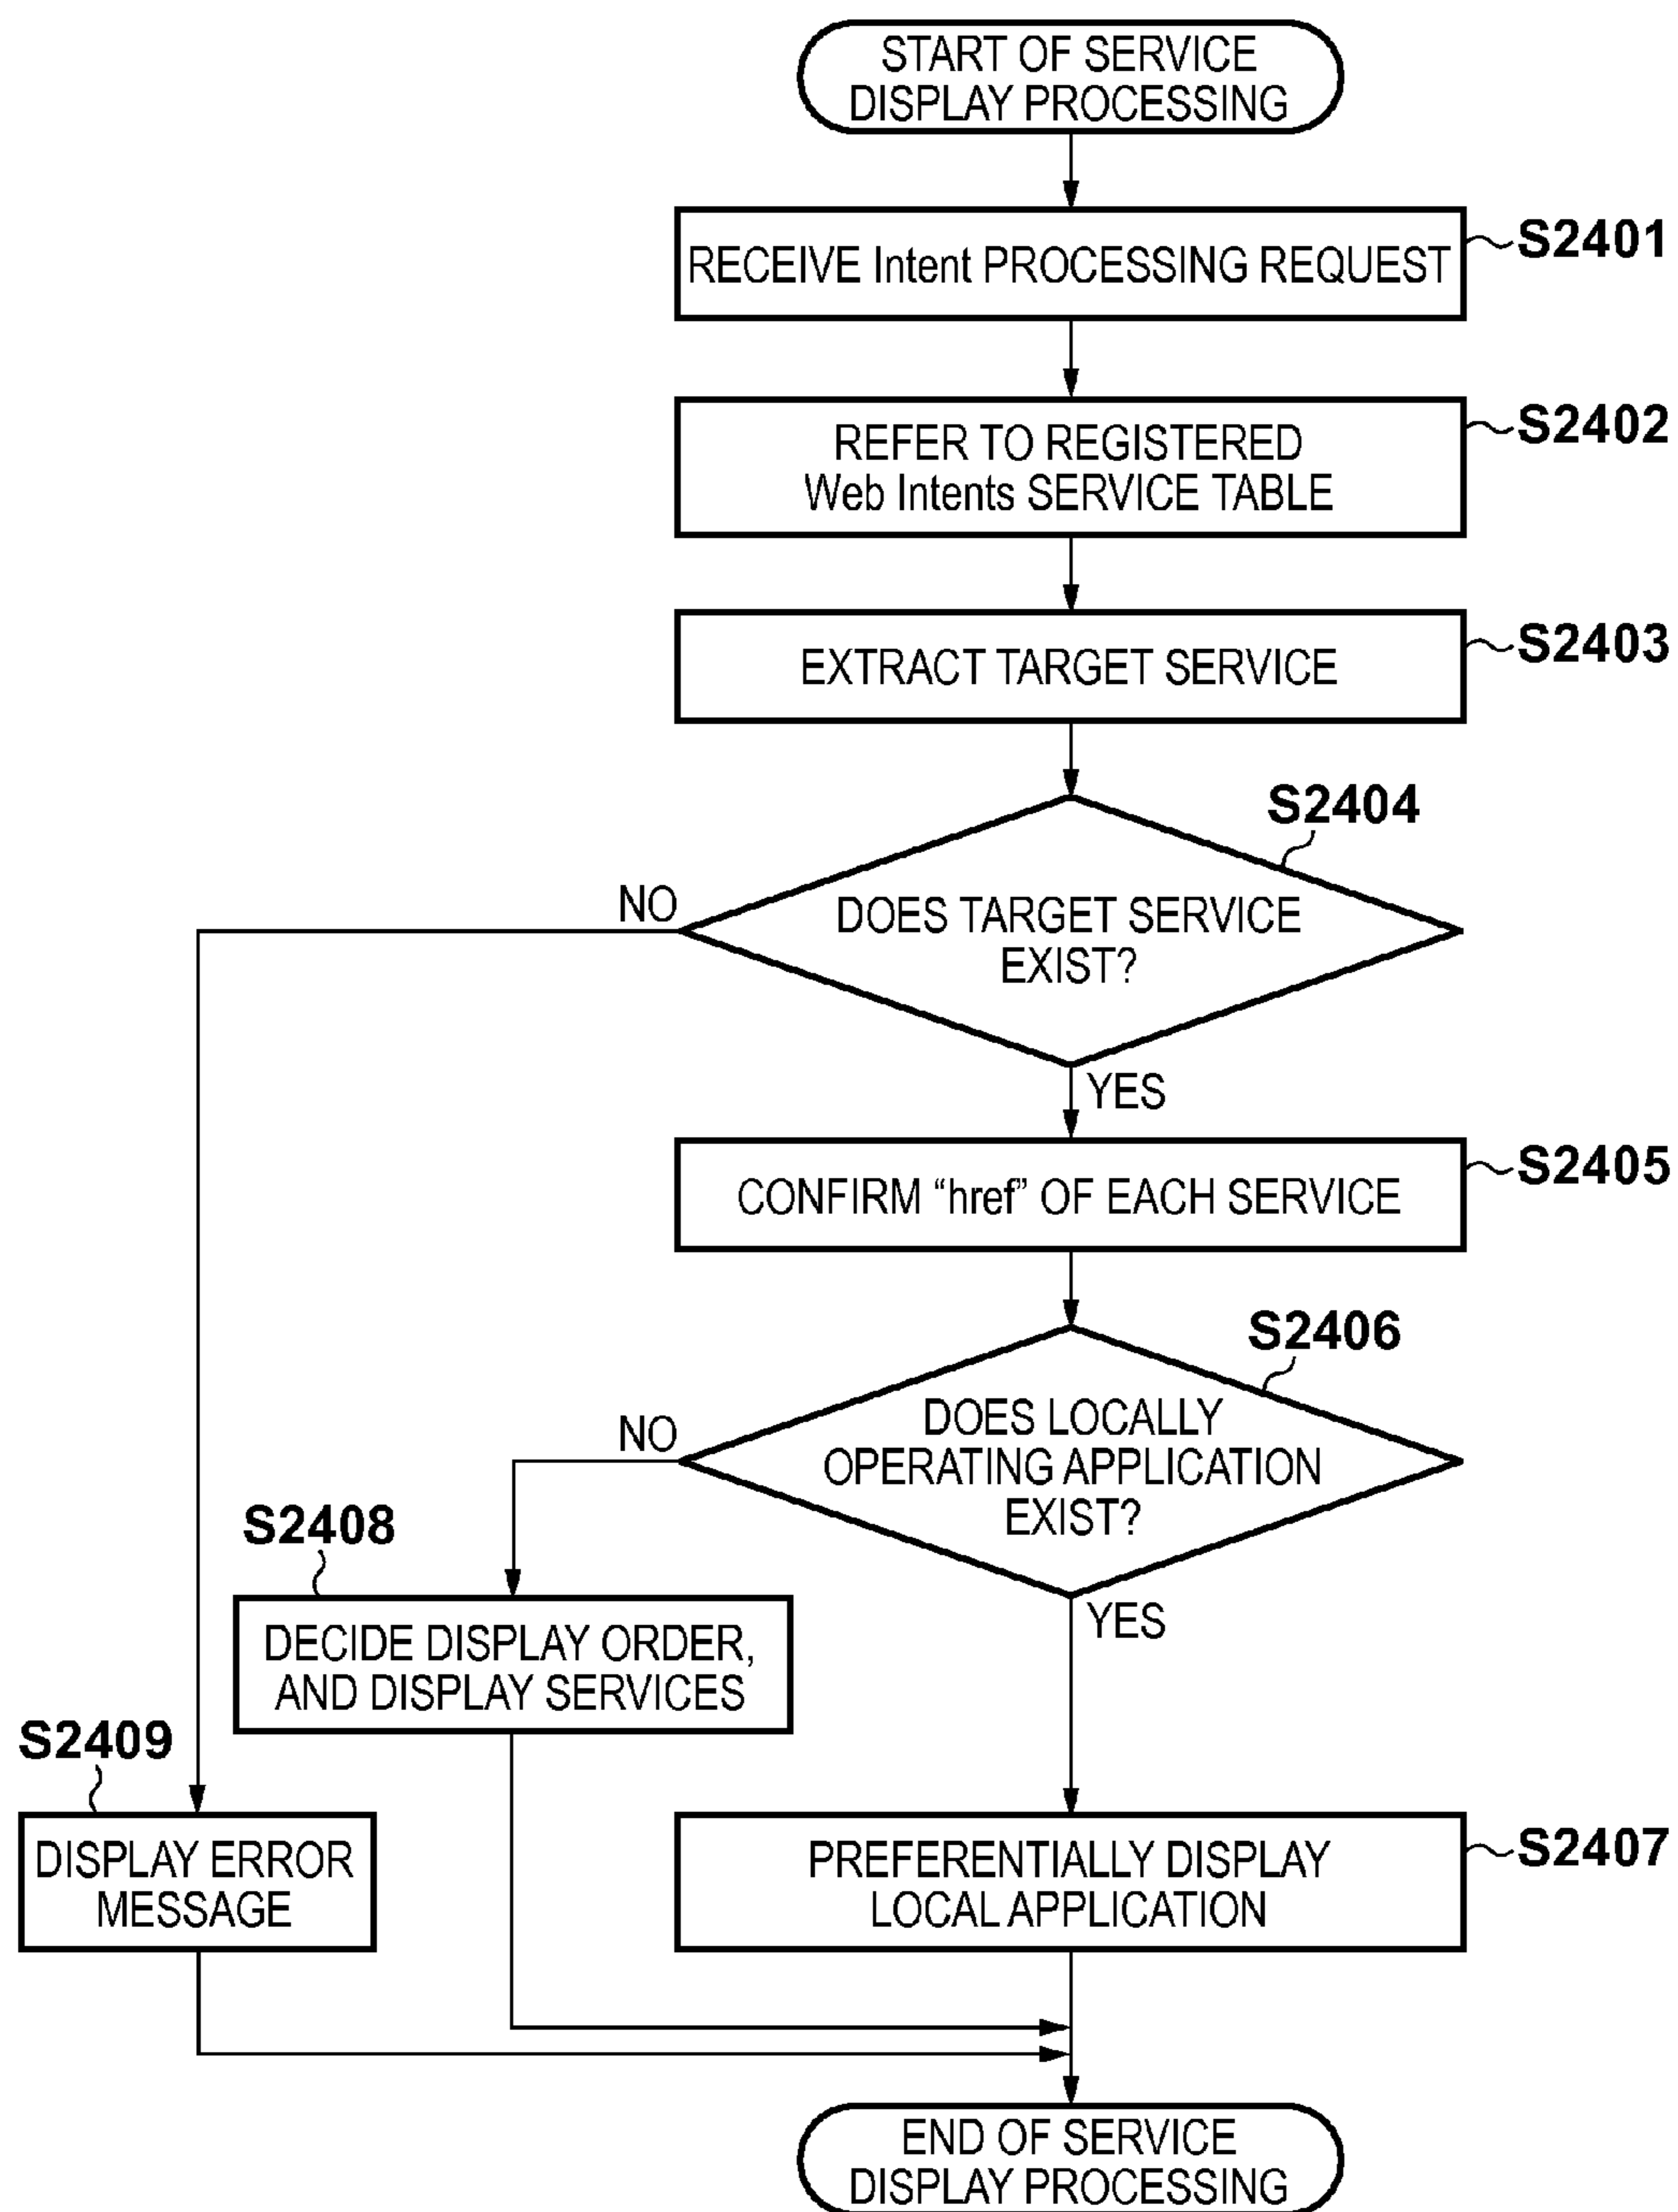 START OF SERVICE
DISPLAY PROCESSING
RECEIVE Intent PROCESSING REQUEST
S2401
REFER TO REGISTERED
Web Intents SERVICE TABLE
S2402
EXTRACT TARGET SERVICE
S2403
S2404
DOES TARGET SERVICE
EXIST?
NO
YES
CONFIRM “href” OF EACH SERVICE
S2405
S2406
DOES LOCALLY
OPERATING APPLICATION
EXIST?
NO
YES
S2408
DECIDE DISPLAY ORDER,
AND DISPLAY SERVICES
S2409
DISPLAY ERROR
MESSAGE
PREFERENTIALLY DISPLAY
LOCAL APPLICATION
S2407
END OF SERVICE
DISPLAY PROCESSING